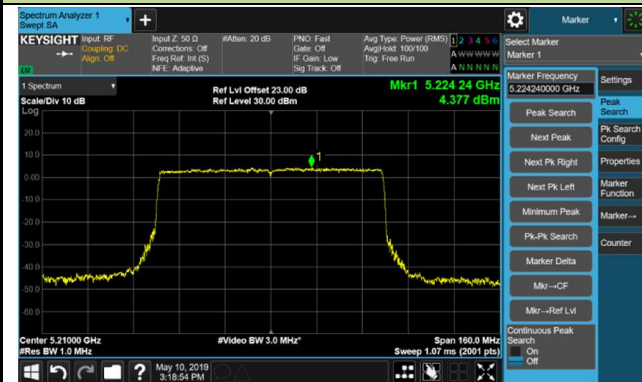 Spectrum Analyzer 1
Swept SA
Marker
KEYSIGHT Input: RF
Coupling: DC
Align: Off
Input Z: 50 Ω
Corrections: Off
Freq Ref: Int (S)
NFE: Adaptive
#Atten: 20 dB
PNO: Fast
Gate: Off
IF Gain: Low
Sig Track: Off
Avg Type: Power (RMS)
Avg|Hold: 100/100
Trig: Free Run
1 2 3 4 5 6
A W W W W W
A N N N N N
Select Marker
Marker 1
Marker Frequency
5.224240000 GHz
Peak Search
Next Peak
Next Pk Right
Next Pk Left
Minimum Peak
Pk-Pk Search
Marker Delta
Mkr→CF
Mkr→Ref Lvl
Continuous Peak
Search
On
Off
Settings
Peak
Search
Pk Search
Config
Properties
Marker
Function
Marker→
Counter
1 Spectrum
Scale/Div 10 dB
Log
Ref Lvl Offset 23.00 dB
Ref Level 30.00 dBm
Mkr1 5.224 24 GHz
4.377 dBm
1
20.0
10.0
0.00
-10.0
-20.0
-30.0
-40.0
-50.0
-60.0
Center 5.21000 GHz
#Res BW 1.0 MHz
#Video BW 3.0 MHz*
Span 160.0 MHz
Sweep 1.07 ms (2001 pts)
May 10, 2019
3:18:54 PM